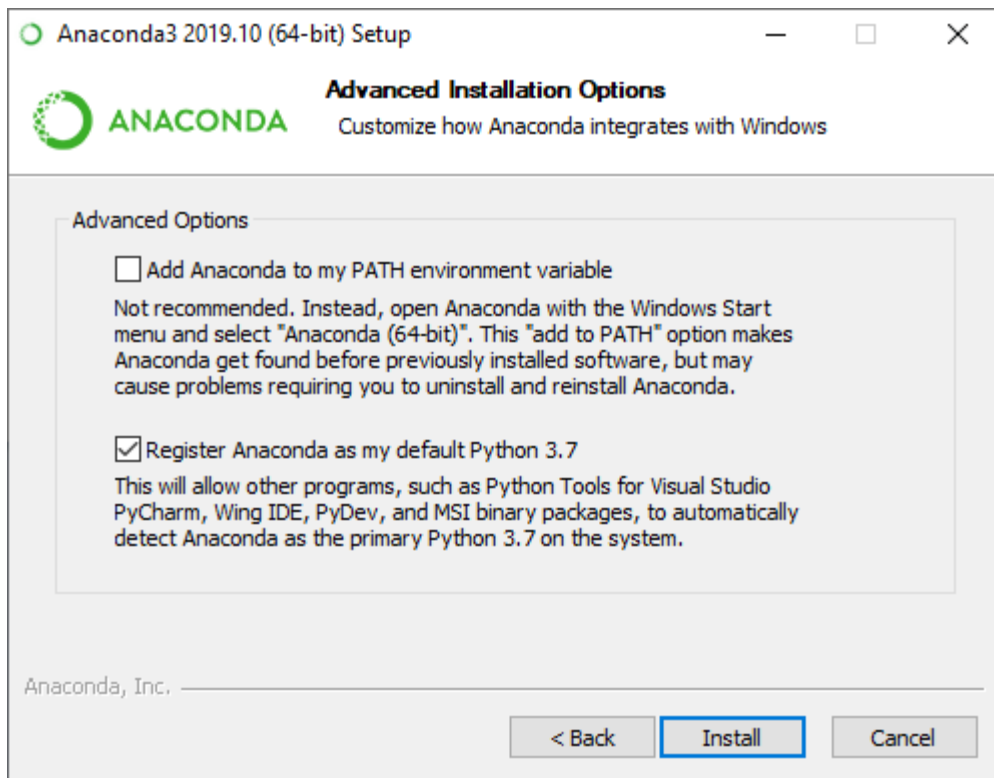 Anaconda3 2019.10 (64-bit) Setup
ANACONDA
Advanced Installation Options
Customize how Anaconda integrates with Windows
Advanced Options
Add Anaconda to my PATH environment variable
Not recommended. Instead, open Anaconda with the Windows Start
menu and select "Anaconda (64-bit)". This "add to PATH" option makes
Anaconda get found before previously installed software, but may
cause problems requiring you to uninstall and reinstall Anaconda.
Register Anaconda as my default Python 3.7
This will allow other programs, such as Python Tools for Visual Studio
PyCharm, Wing IDE, PyDev, and MSI binary packages, to automatically
detect Anaconda as the primary Python 3.7 on the system.
Anaconda, Inc.
< Back
Install
Cancel